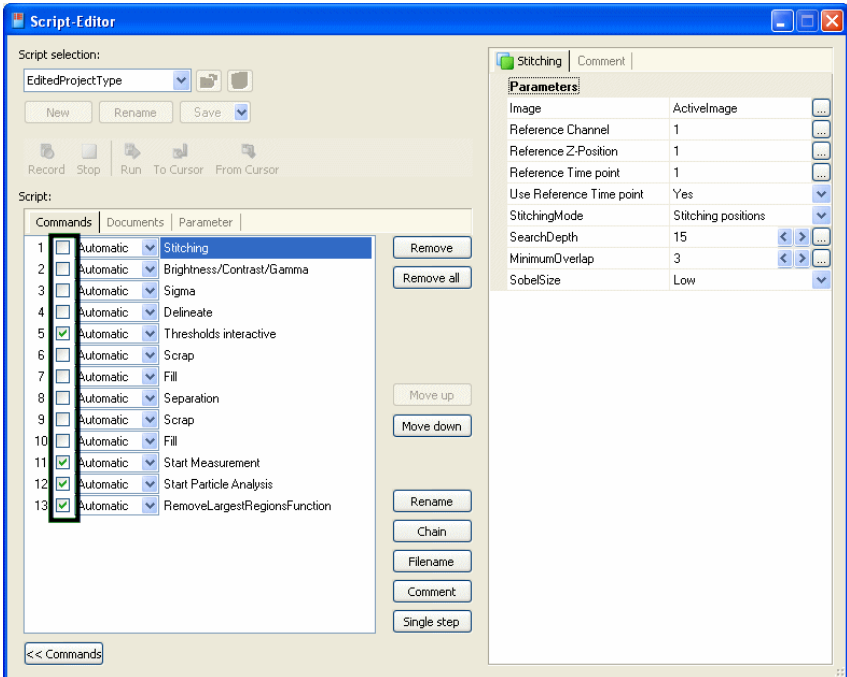 Script-Editor
Script selection:
EditedProjectType
New Rename Save
Record Stop Run To Cursor From Cursor
Script:
Commands Documents Parameter
1 Automatic Stitching
2 Automatic Brightness/Contrast/Gamma
3 Automatic Sigma
4 Automatic Delineate
5 Automatic Thresholds interactive
6 Automatic Scrap
7 Automatic Fill
8 Automatic Separation
9 Automatic Scrap
10 Automatic Fill
11 Automatic Start Measurement
12 Automatic Start Particle Analysis
13 Automatic RemoveLargestRegionsFunction
<< Commands
Remove
Remove all
Move up
Move down
Rename
Chain
Filename
Comment
Single step
Stitching Comment
Parameters
Image ActiveImage ...
Reference Channel 1 ...
Reference Z-Position 1 ...
Reference Time point 1 ...
Use Reference Time point Yes
StitchingMode Stitching positions
SearchDepth 15 < > ...
MinimumOverlap 3 < > ...
SobelSize Low